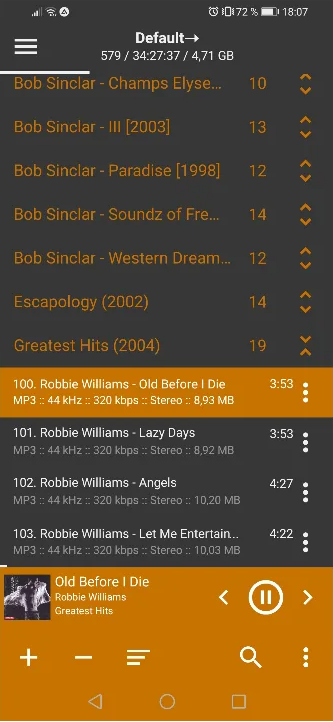 72 % 18:07
Default→
579 / 34:27:37 / 4,71 GB
Bob Sinclar - Champs Elyse... 10
Bob Sinclar - III [2003] 13
Bob Sinclar - Paradise [1998] 12
Bob Sinclar - Soundz of Fre... 14
Bob Sinclar - Western Dream... 12
Escapology (2002) 14
Greatest Hits (2004) 19
100. Robbie Williams - Old Before I Die 3:53
MP3 :: 44 kHz :: 320 kbps :: Stereo :: 8,93 MB
101. Robbie Williams - Lazy Days 3:53
MP3 :: 44 kHz :: 320 kbps :: Stereo :: 8,92 MB
102. Robbie Williams - Angels 4:27
MP3 :: 44 kHz :: 320 kbps :: Stereo :: 10,20 MB
103. Robbie Williams - Let Me Entertain... 4:22
MP3 :: 44 kHz :: 320 kbps :: Stereo :: 10,03 MB
Old Before I Die
Robbie Williams
Greatest Hits